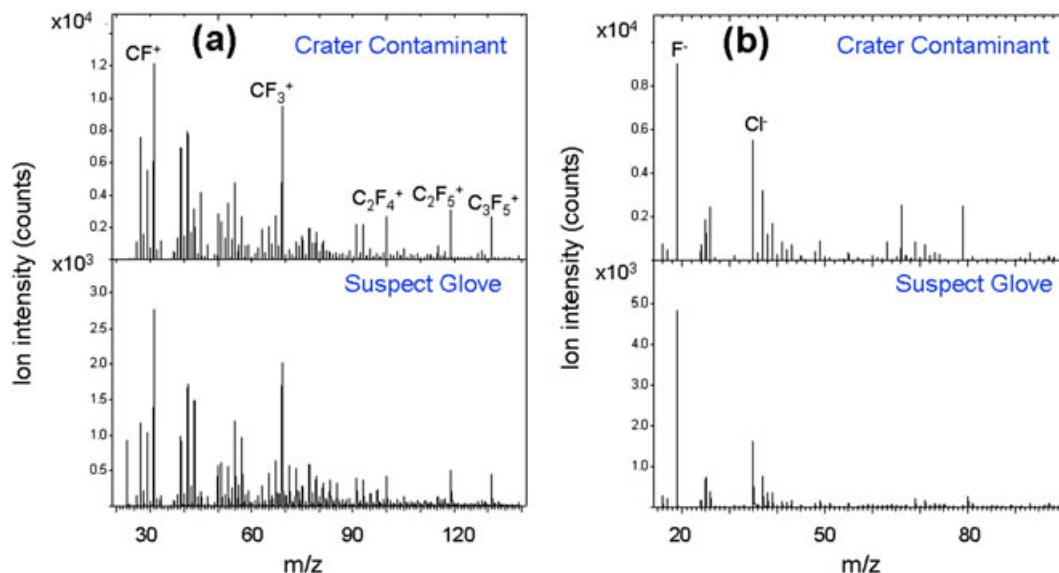 x10⁴
(a)
Crater Contaminant
CF⁺
CF₃⁺
C₂F₄⁺
C₂F₅⁺
C₃F₅⁺
1.2
1.0
0.8
0.6
0.4
0.2
x10³
Suspect Glove
3.0
2.5
2.0
1.5
1.0
0.5
30
60
90
120
m/z
Ion intensity (counts)
x10⁴
(b)
Crater Contaminant
F⁻
Cl⁻
0.8
0.6
0.4
0.2
x10³
Suspect Glove
5.0
4.0
3.0
2.0
1.0
20
50
80
m/z
Ion intensity (counts)